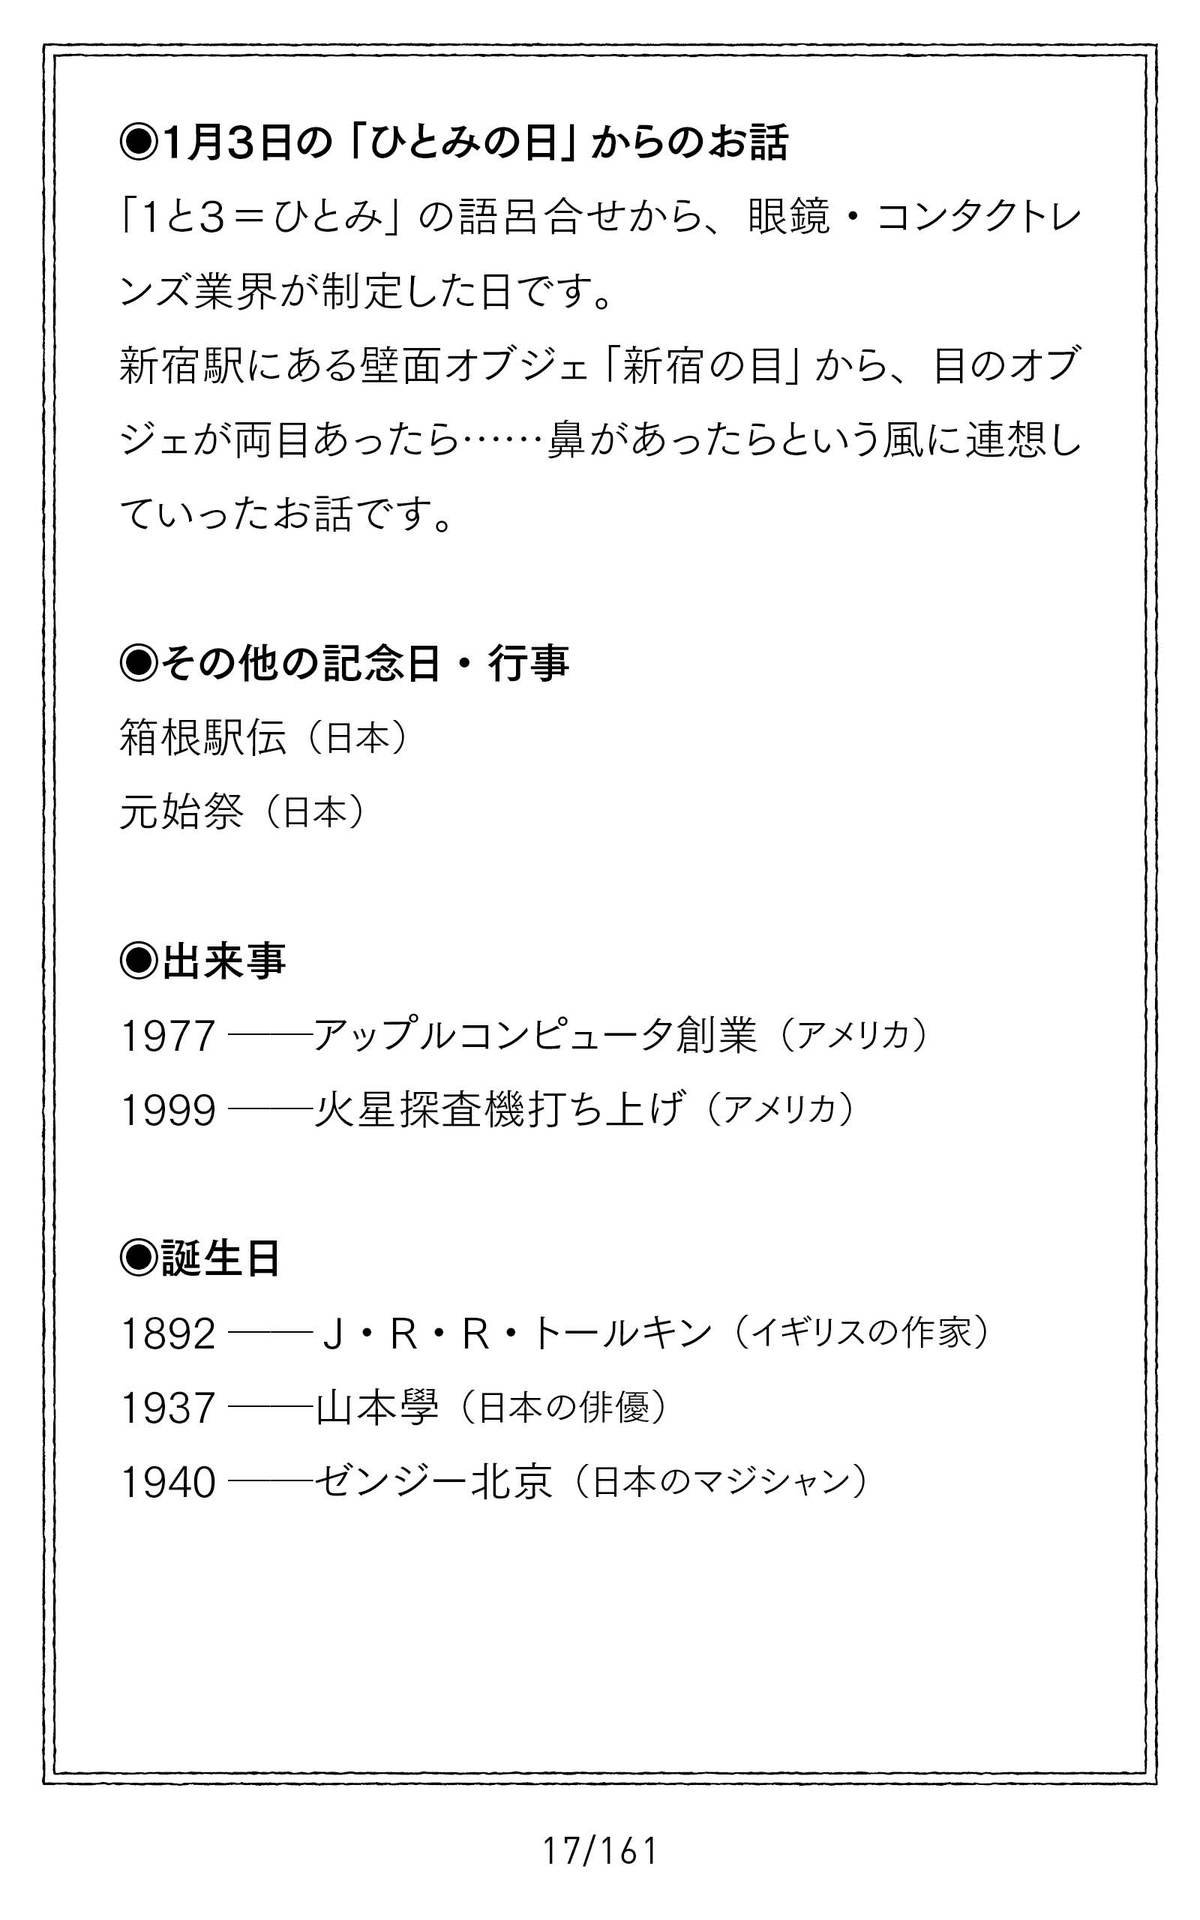 ◉1月3日の「ひとみの日」からのお話
「1と3＝ひとみ」の語呂合せから、眼鏡・コンタクトレ
ンズ業界が制定した日です。
新宿駅にある壁面オブジェ「新宿の目」から、目のオブ
ジェが両目あったら……鼻があったらという風に連想し
ていったお話です。
◉その他の記念日・行事
箱根駅伝（日本）
元始祭（日本）
◉出来事
1977 ――アップルコンピュータ創業（アメリカ）
1999 ――火星探査機打ち上げ（アメリカ）
◉誕生日
1892 ――J・R・R・トールキン（イギリスの作家）
1937 ――山本學（日本の俳優）
1940 ――ゼンジー北京（日本のマジシャン）
17/161